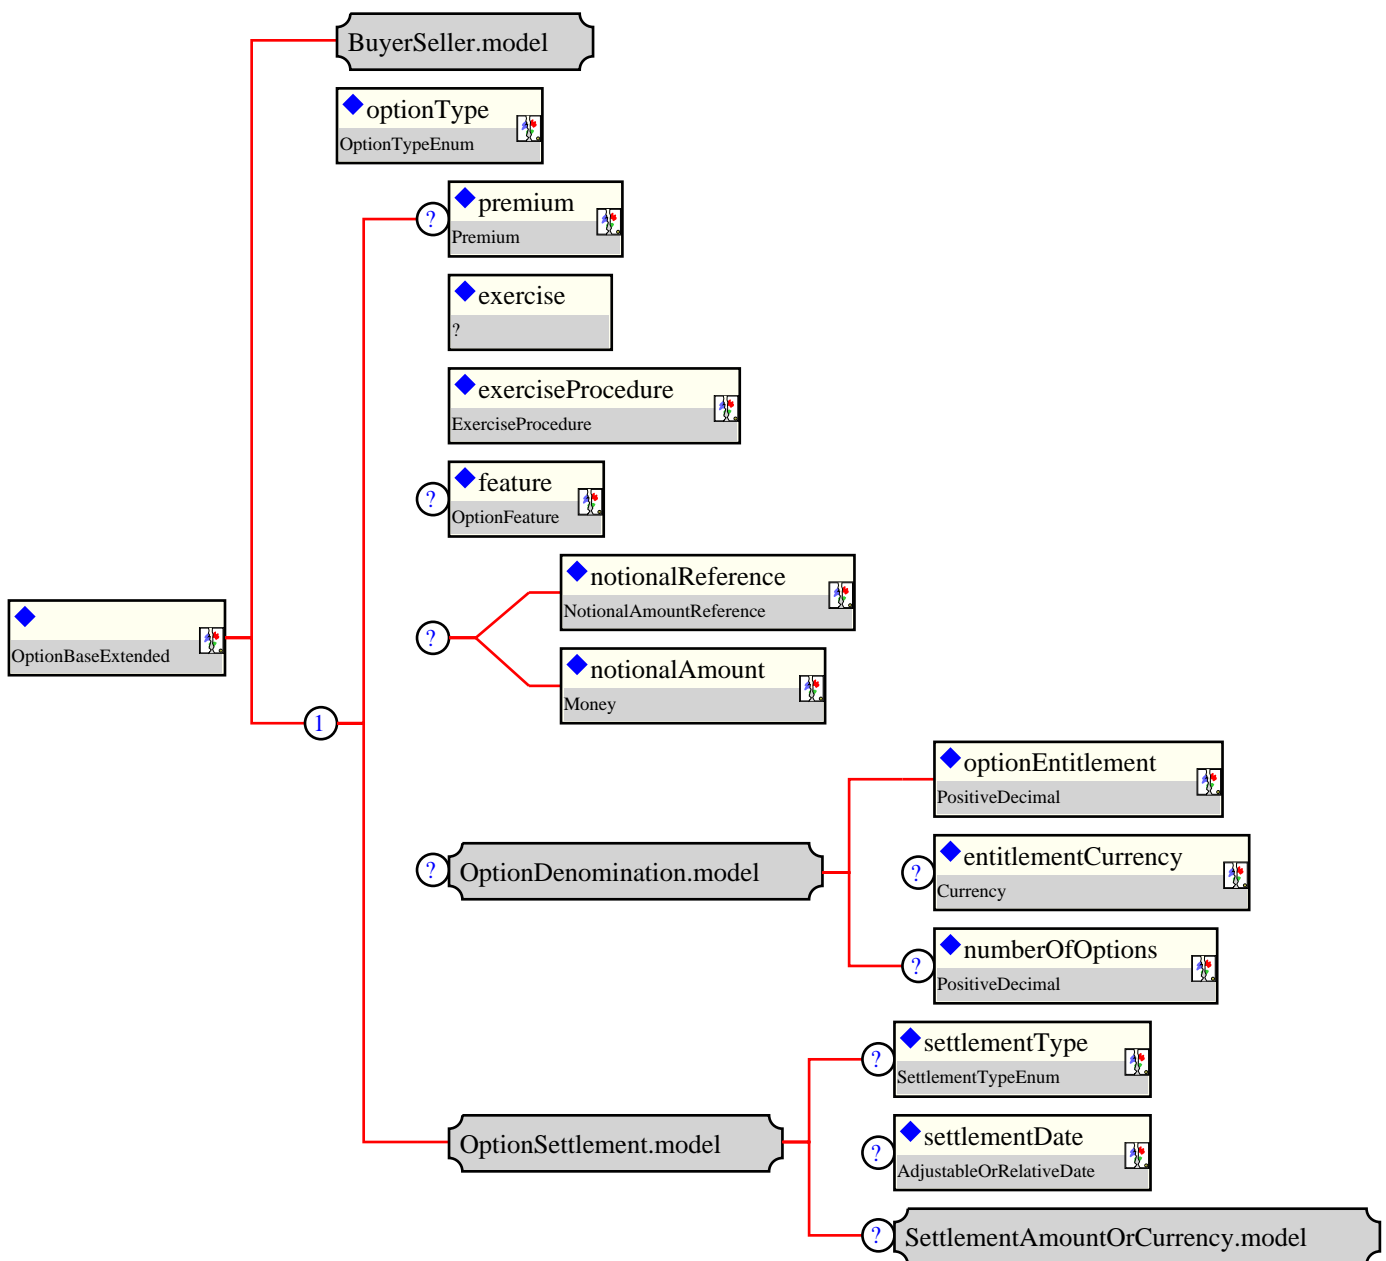 BuyerSeller.model
optionType
OptionTypeEnum
?
premium
Premium
exercise
?
exerciseProcedure
ExerciseProcedure
?
feature
OptionFeature
notionalReference
NotionalAmountReference
?
notionalAmount
Money
OptionBaseExtended
1
optionEntitlement
PositiveDecimal
?
OptionDenomination.model
?
entitlementCurrency
Currency
?
numberOfOptions
PositiveDecimal
?
settlementType
SettlementTypeEnum
OptionSettlement.model
?
settlementDate
AdjustableOrRelativeDate
?
SettlementAmountOrCurrency.model